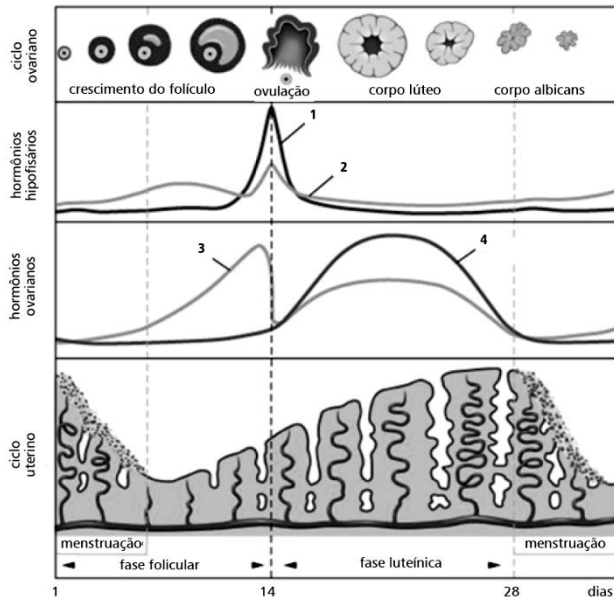 ciclo
ovariano
crescimento do folículo
ovulação
corpo lúteo
corpo albicans
hormônios
hipofisários
1
2
hormônios
ovarianos
3
4
ciclo
uterino
menstruação
fase folicular
fase luteínica
menstruação
1
14
28
dias